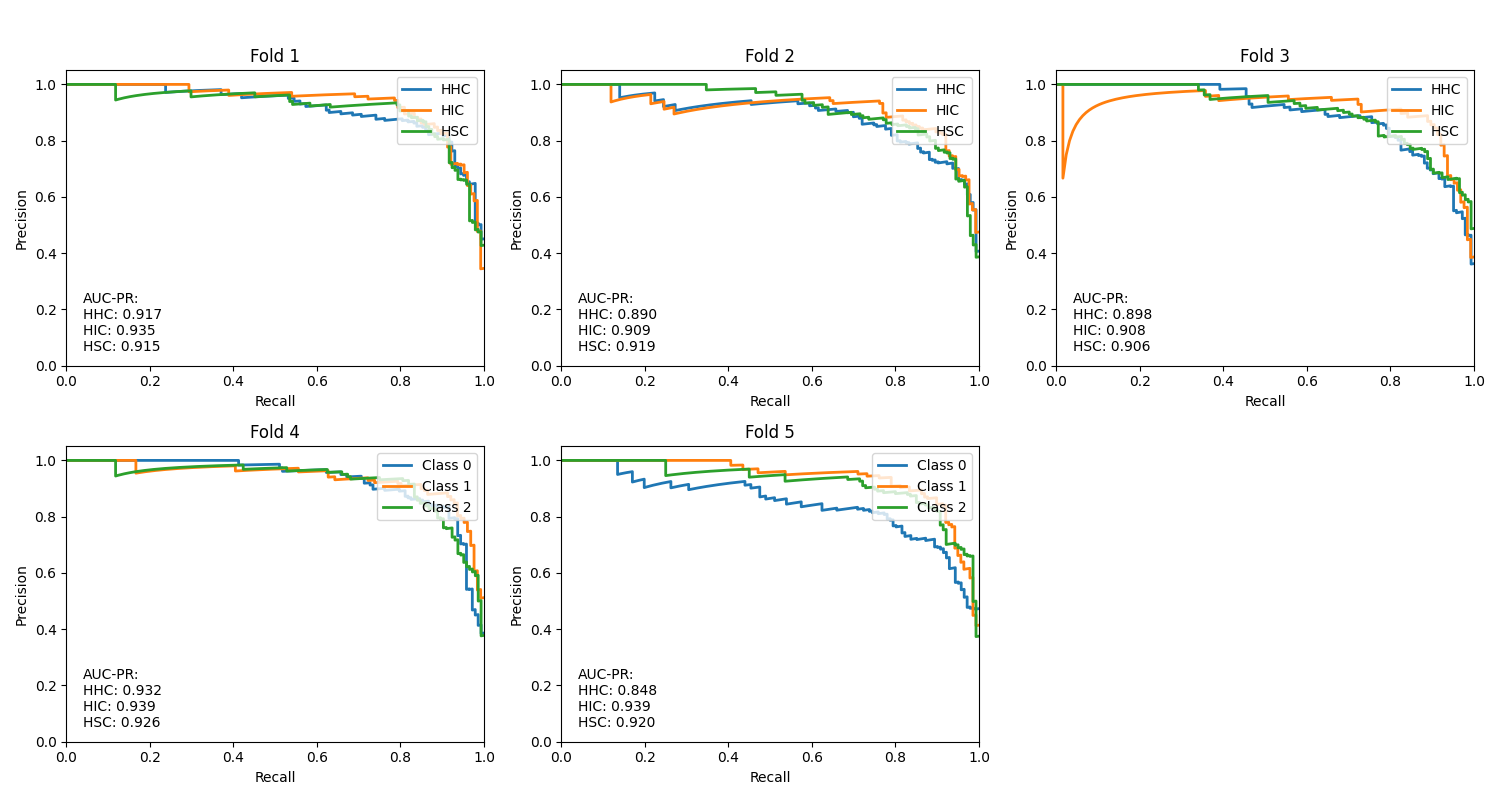 Fold 1
1.0
0.8
0.6
0.4
0.2
0.0
Precision
HHC
HIC
HSC
AUC-PR:
HHC: 0.917
HIC: 0.935
HSC: 0.915
0.0 0.2 0.4 0.6 0.8 1.0
Recall
Fold 2
1.0
0.8
0.6
0.4
0.2
0.0
Precision
HHC
HIC
HSC
AUC-PR:
HHC: 0.890
HIC: 0.909
HSC: 0.919
0.0 0.2 0.4 0.6 0.8 1.0
Recall
Fold 3
1.0
0.8
0.6
0.4
0.2
0.0
Precision
HHC
HIC
HSC
AUC-PR:
HHC: 0.898
HIC: 0.908
HSC: 0.906
0.0 0.2 0.4 0.6 0.8 1.0
Recall
Fold 4
1.0
0.8
0.6
0.4
0.2
0.0
Precision
Class 0
Class 1
Class 2
AUC-PR:
HHC: 0.932
HIC: 0.939
HSC: 0.926
0.0 0.2 0.4 0.6 0.8 1.0
Recall
Fold 5
1.0
0.8
0.6
0.4
0.2
0.0
Precision
Class 0
Class 1
Class 2
AUC-PR:
HHC: 0.848
HIC: 0.939
HSC: 0.920
0.0 0.2 0.4 0.6 0.8 1.0
Recall